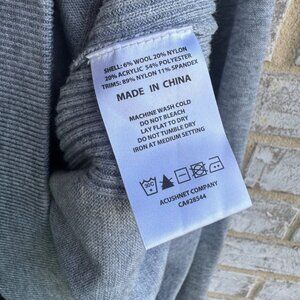 SHELL: 6% WOOL 20% NYLON
20% ACRYLIC 54% POLYESTER
TRIMS: 89% NYLON 11% SPANDEX
MADE IN CHINA
MACHINE WASH COLD
DO NOT BLEACH
LAY FLAT TO DRY
DO NOT TUMBLE DRY
IRON AT MEDIUM SETTING
ACUSHNET COMPANY
CA#28544